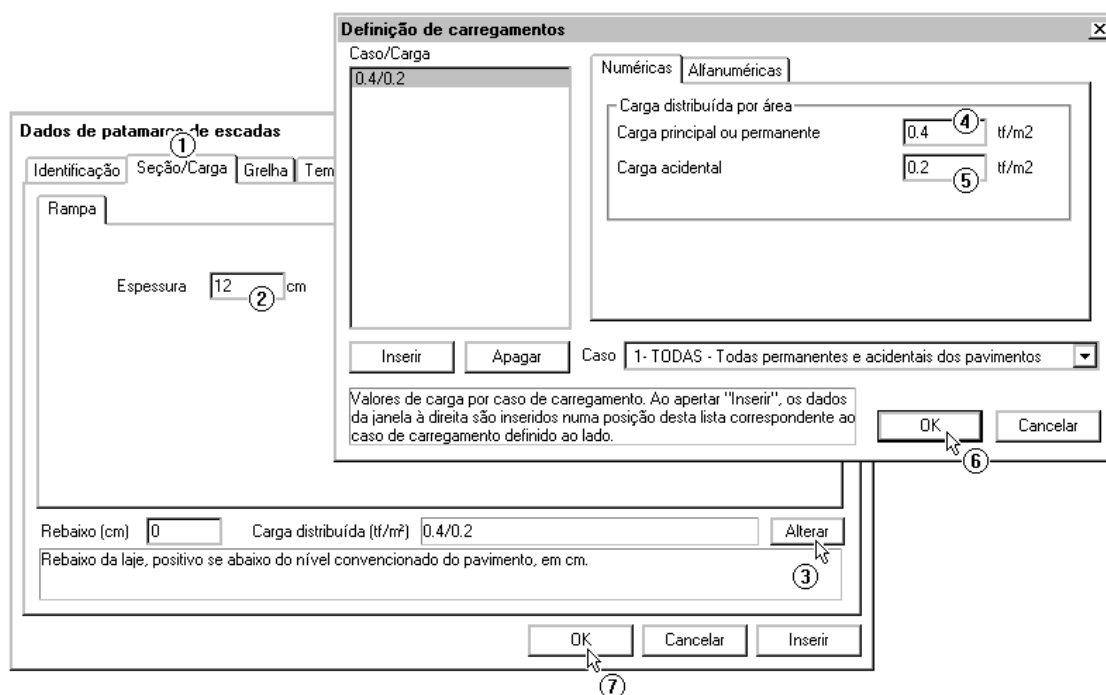 Definição de carregamentos
Caso/Carga
0.4/0.2
Numéricas Alfanuméricas
Carga distribuída por área
Carga principal ou permanente 0.4 4 tf/m2
Carga acidental 0.2 5 tf/m2
Inserir Apagar Caso 1- TODAS - Todas permanentes e acidentais dos pavimentos
Valores de carga por caso de carregamento. Ao apertar "Inserir", os dados
da janela à direita são inseridos numa posição desta lista correspondente ao
caso de carregamento definido ao lado.
OK Cancelar
6
Dados de patamares de escadas
1
Identificação Seção/Carga Grelha Tem
Rampa
Espessura 12 2 cm
Rebaixo (cm) 0 Carga distribuída (tf/m²) 0.4/0.2 Alterar
Rebaixo da laje, positivo se abaixo do nível convencionado do pavimento, em cm.
3
OK Cancelar Inserir
7